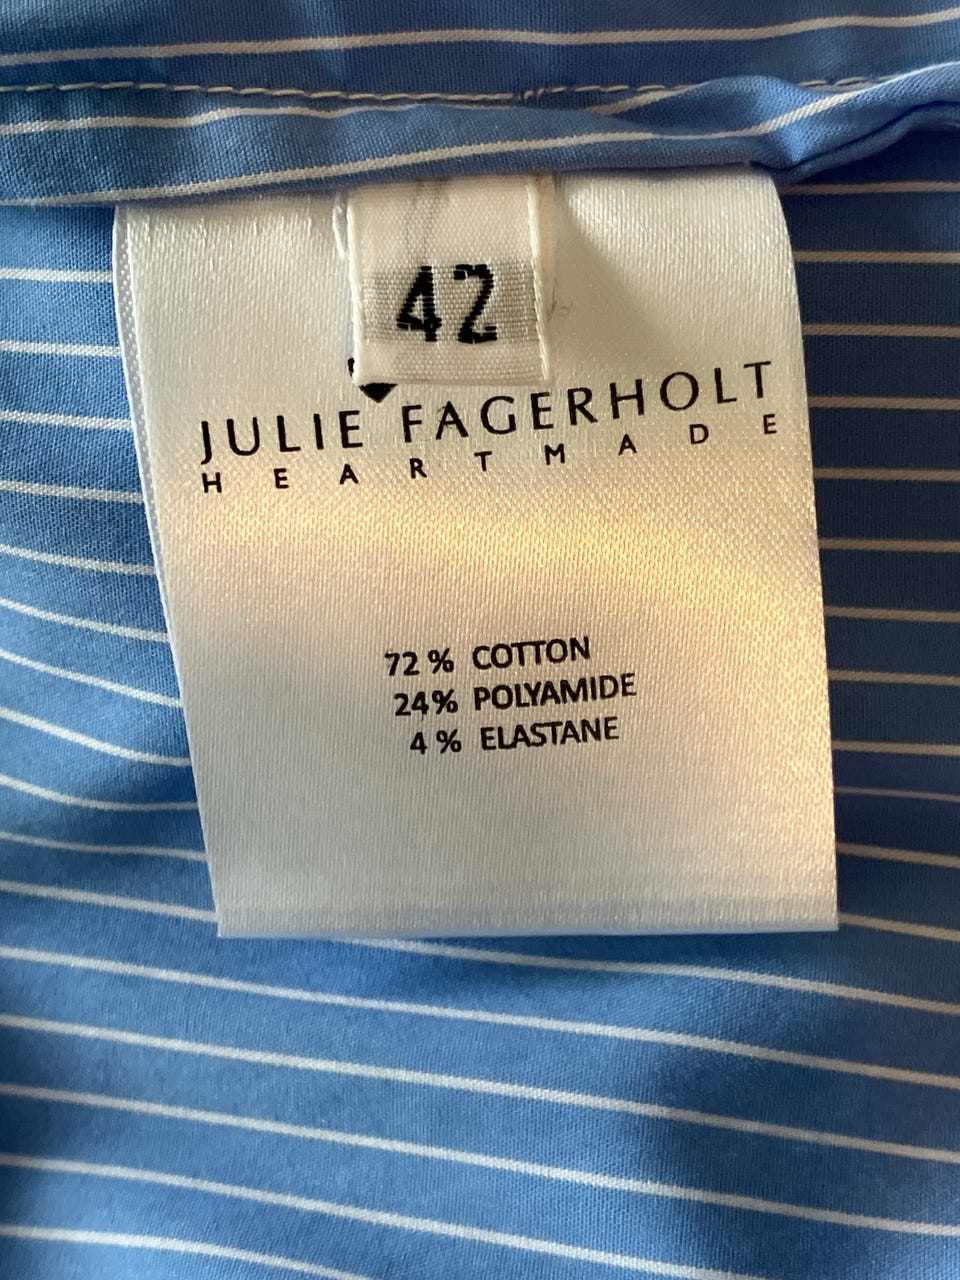 42
JULIE FAGERHOLT
HEARTMADE
72 % COTTON
24% POLYAMIDE
4 % ELASTANE